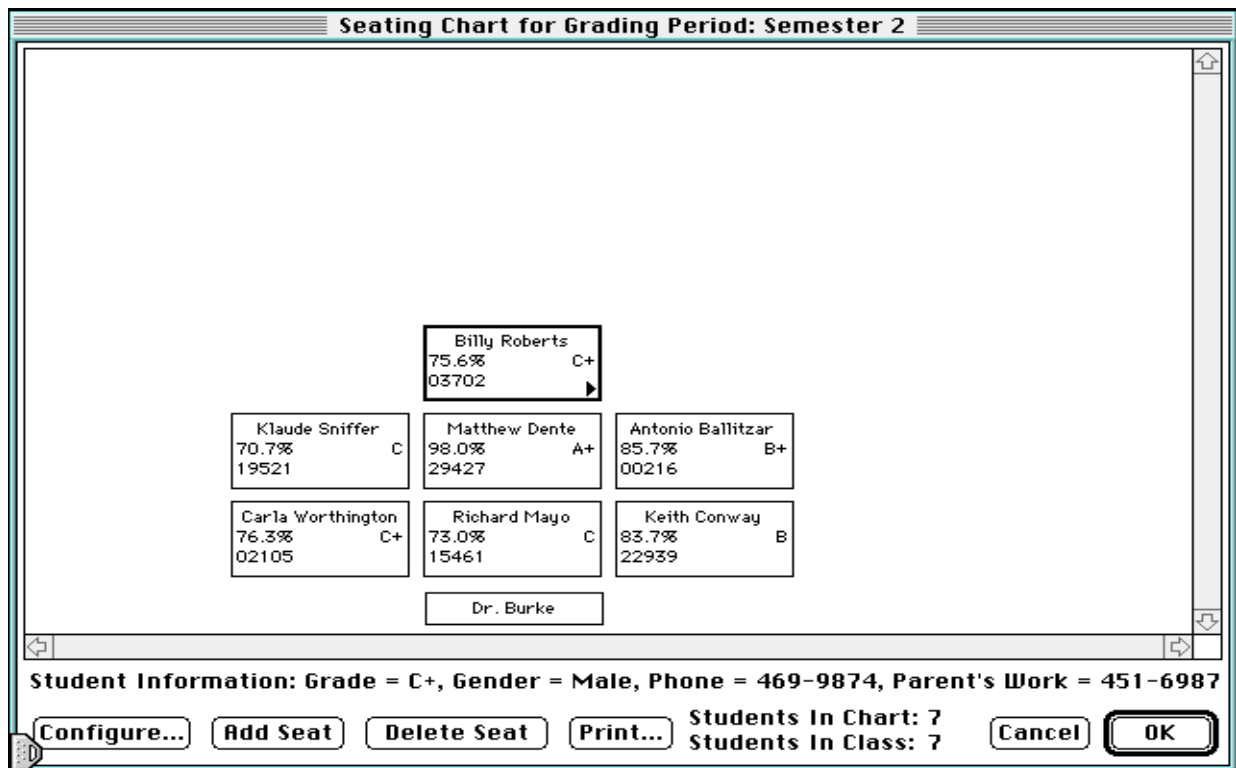 Seating Chart for Grading Period: Semester 2
Billy Roberts
75.6% C+
03702
Klaude Sniffer
70.7% C
19521
Matthew Dente
98.0% A+
29427
Antonio Ballitzar
85.7% B+
00216
Carla Worthington
76.3% C+
02105
Richard Mayo
73.0% C
15461
Keith Conway
83.7% B
22939
Dr. Burke
Student Information: Grade = C+, Gender = Male, Phone = 469-9874, Parent's Work = 451-6987
Configure...
Add Seat
Delete Seat
Print...
Students In Chart: 7
Students In Class: 7
Cancel
OK
D